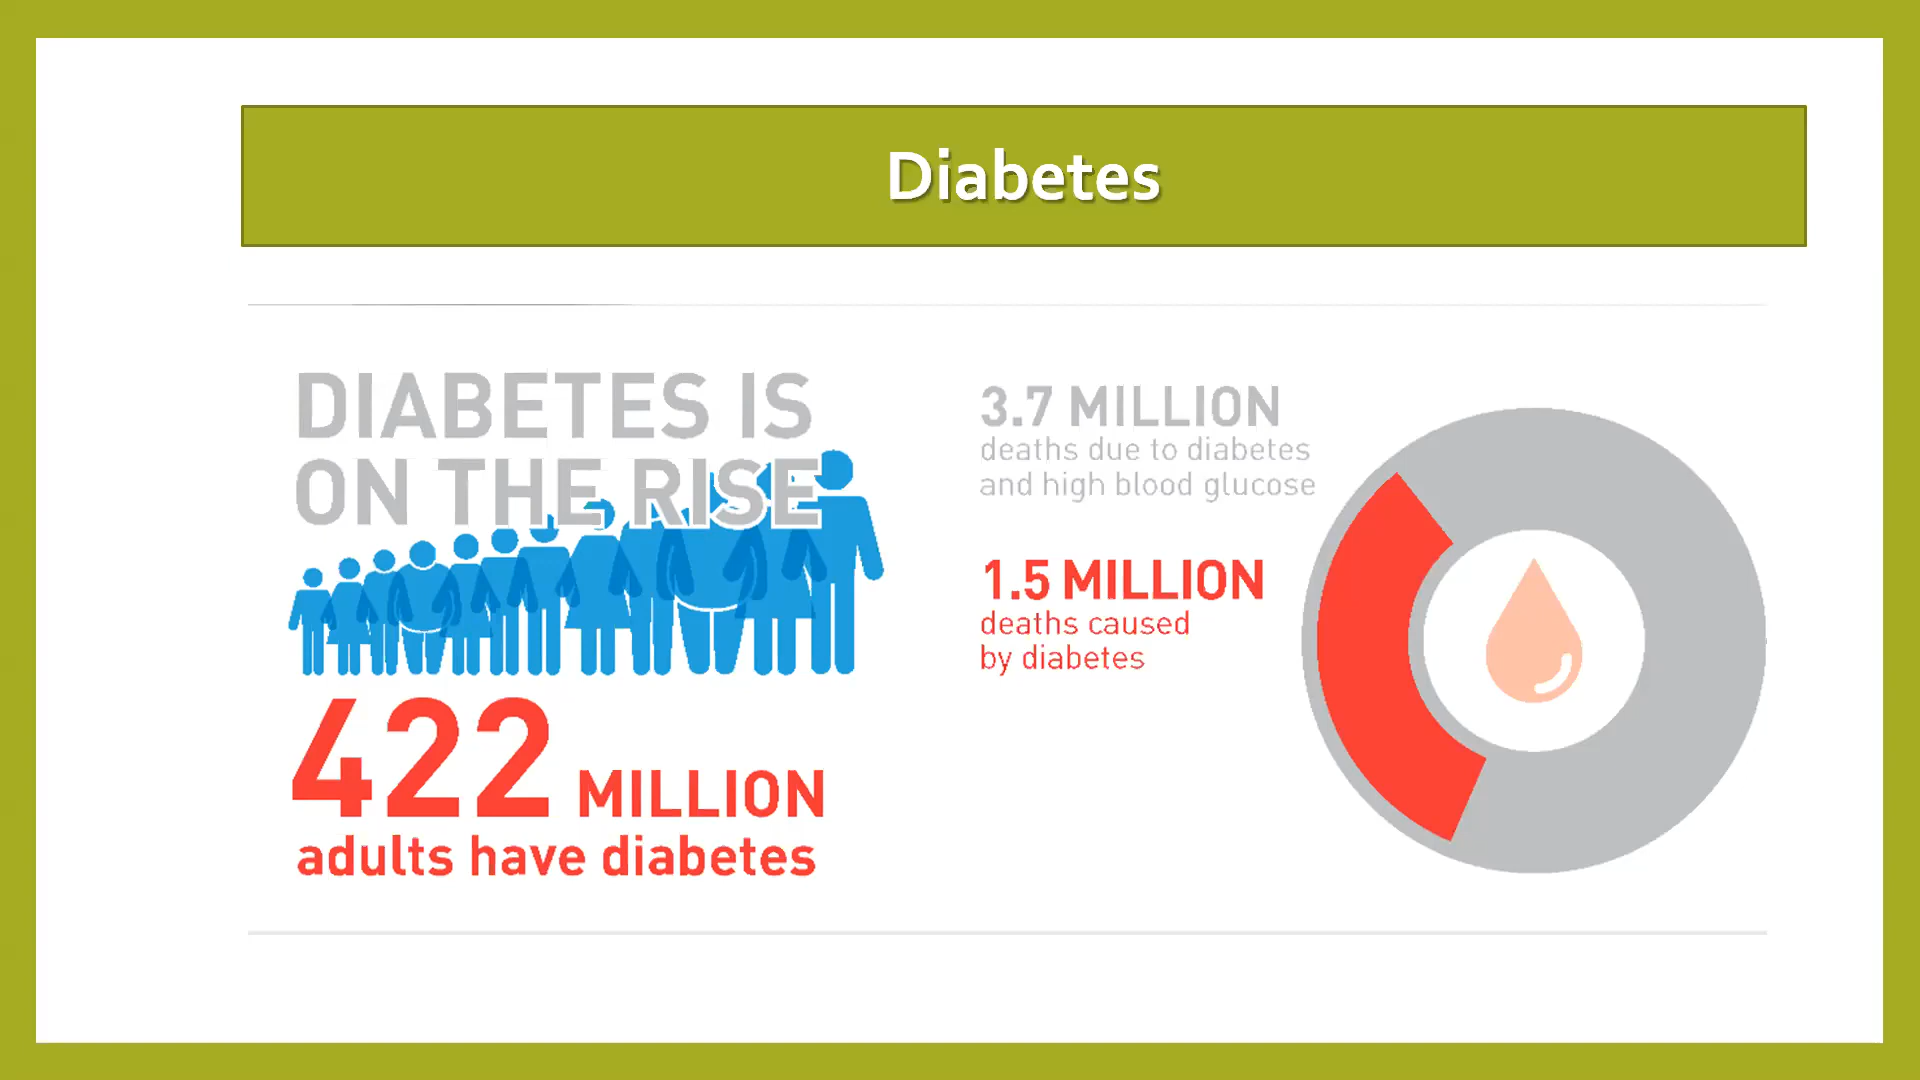 Diabetes
DIABETES IS
ON THE RISE
422 MILLION
adults have diabetes
3.7 MILLION
deaths due to diabetes
and high blood glucose
1.5 MILLION
deaths caused
by diabetes